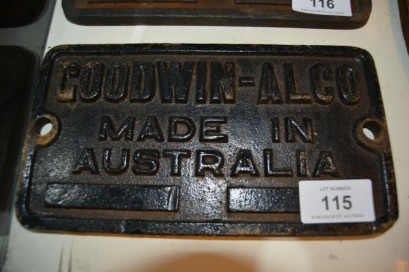 116
GOODWIN-ALCO
MADE IN
AUSTRALIA
LOT NUMBER
115